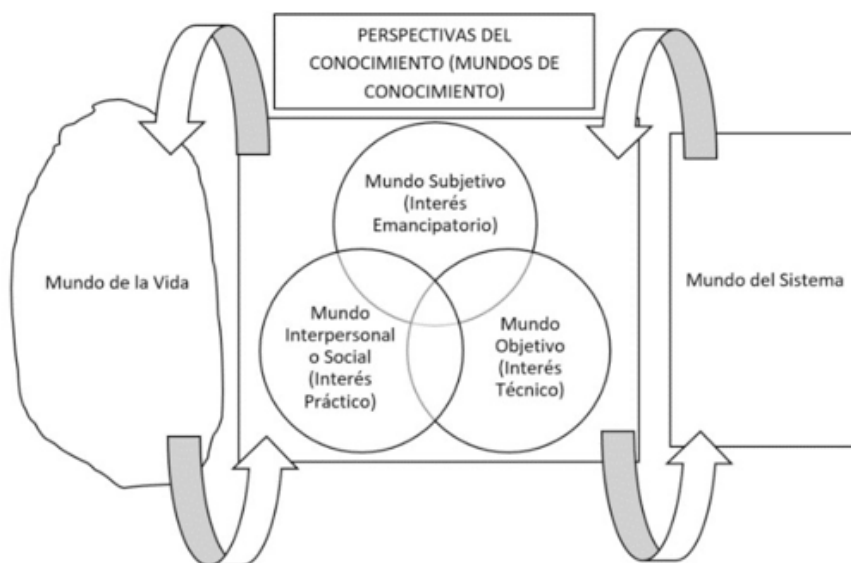 PERSPECTIVAS DEL
CONOCIMIENTO (MUNDOS DE
CONOCIMIENTO)
Mundo Subjetivo
(Interés
Emancipatorio)
Mundo de la Vida
Mundo
Interpersonal
o Social
(Interés
Práctico)
Mundo
Objetivo
(Interés
Técnico)
Mundo del Sistema